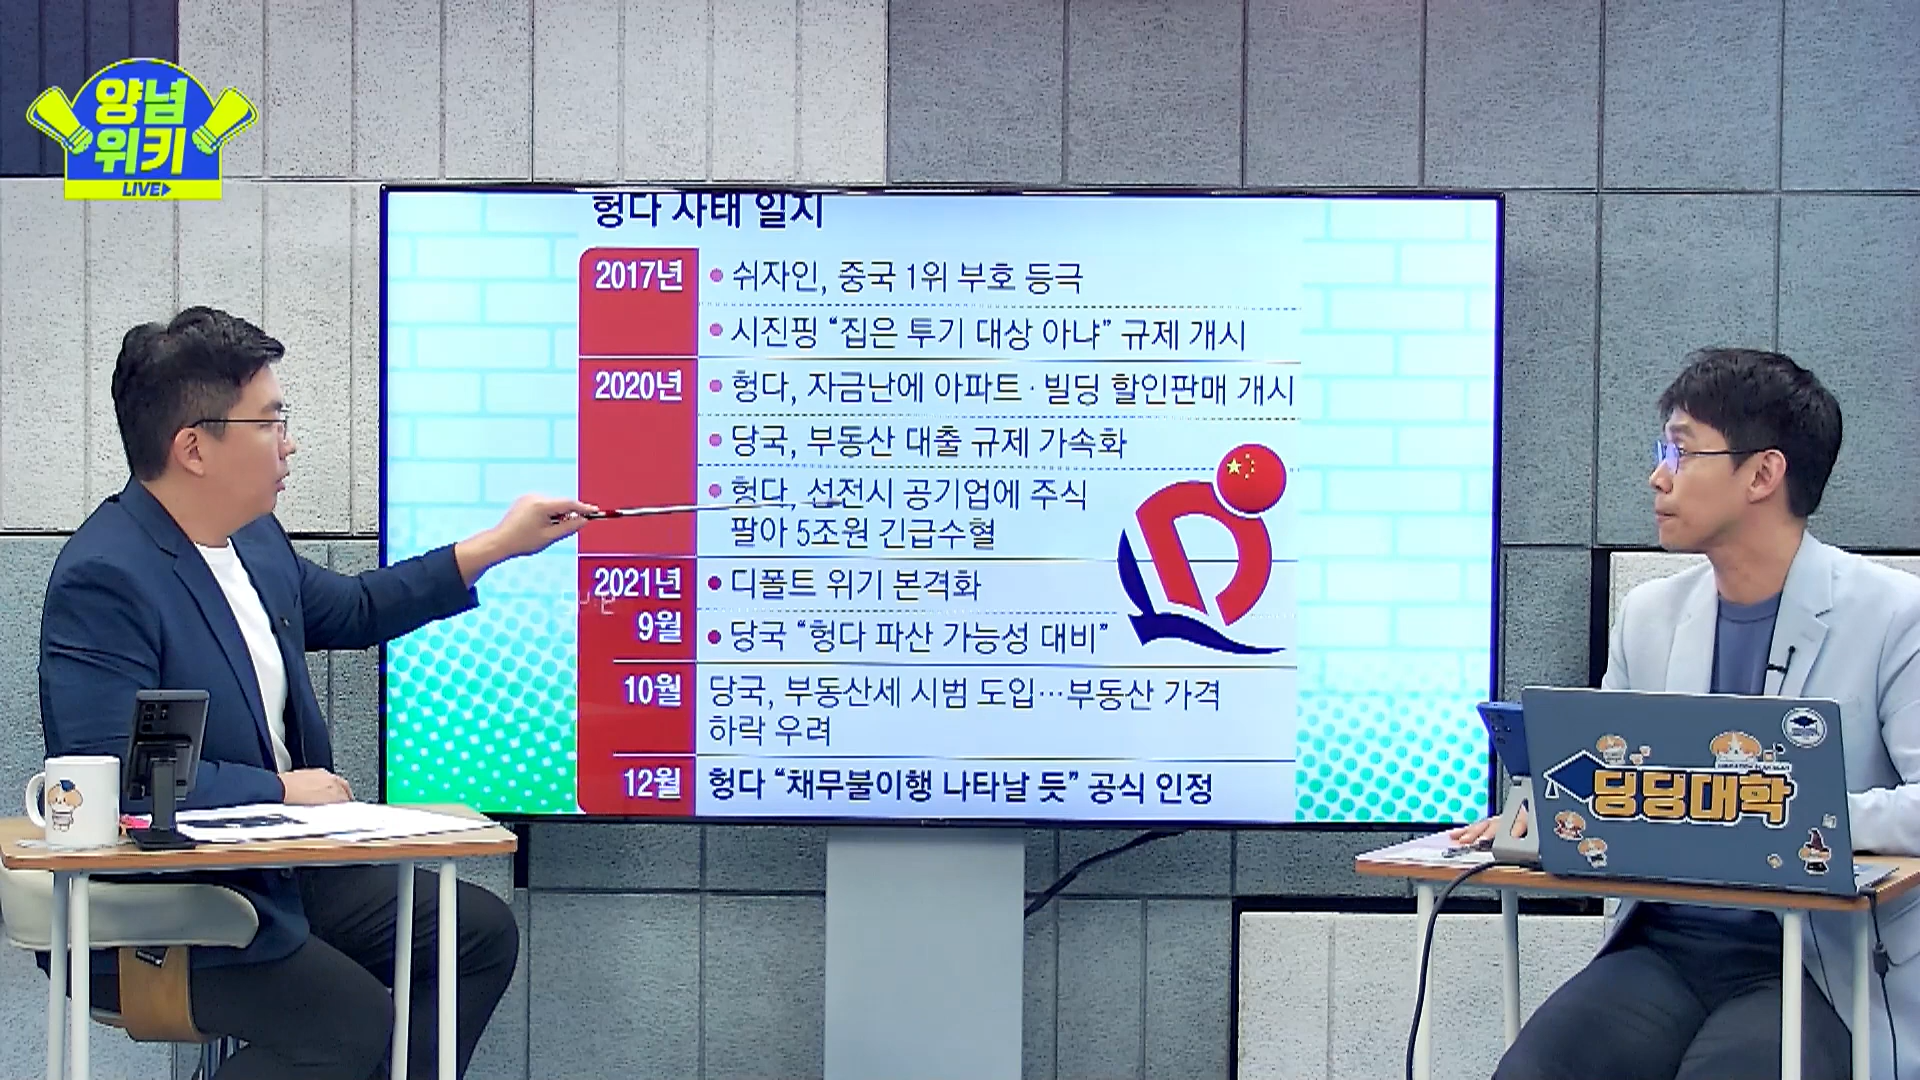 양념
위키
LIVE
헝다 사태 일지
2017년
• 쉬자인, 중국 1위 부호 등극
• 시진핑 “집은 투기 대상 아냐” 규제 개시
2020년
• 헝다, 자금난에 아파트·빌딩 할인판매 개시
• 당국, 부동산 대출 규제 가속화
• 헝다, 선전시 공기업에 주식
팔아 5조원 긴급수혈
2021년
9월
• 디폴트 위기 본격화
• 당국 “헝다 파산 가능성 대비”
10월
당국, 부동산세 시범 도입…부동산 가격
하락 우려
12월
헝다 “채무불이행 나타날 듯” 공식 인정
딩딩대학